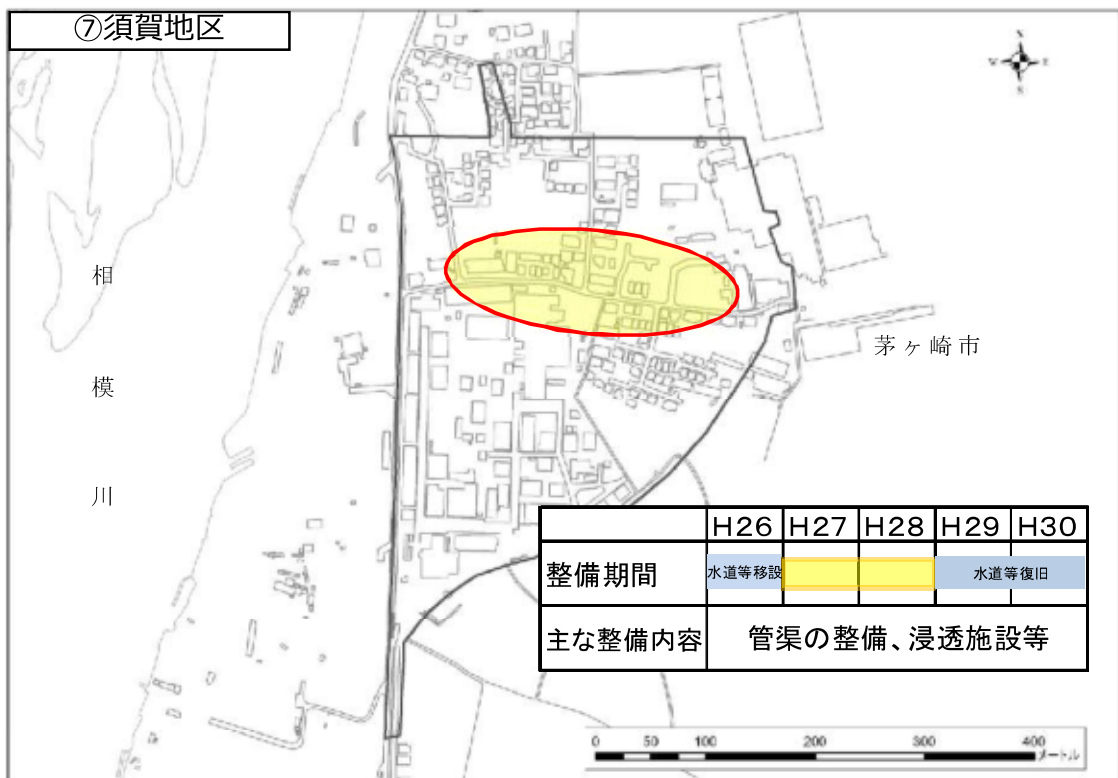 ⑦須賀地区
N
W E
S
相模川
茅ヶ崎市
H26 H27 H28 H29 H30
整備期間 水道等移設 水道等復旧
主な整備内容 管渠の整備、浸透施設等
0 50 100 200 300 400
メートル